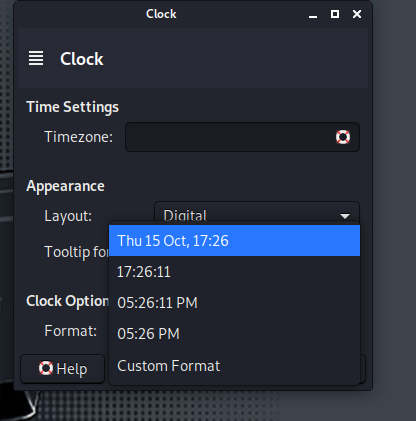 Clock
Clock
Time Settings
Timezone:
Appearance
Layout: Digital
Tooltip for
Thu 15 Oct, 17:26
17:26:11
05:26:11 PM
05:26 PM
Custom Format
Clock Option
Format:
Help